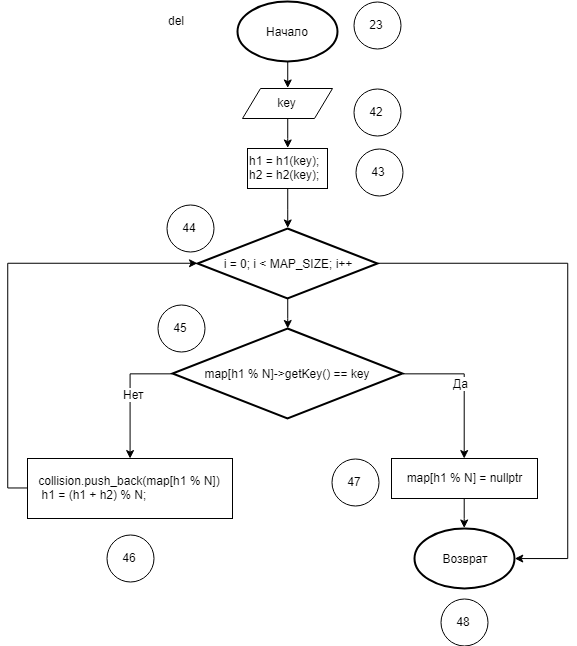 del
Начало
23
key
42
h1 = h1(key);
h2 = h2(key);
43
44
i = 0; i < MAP_SIZE; i++
45
map[h1 % N]->getKey() == key
Нет
Да
collision.push_back(map[h1 % N])
h1 = (h1 + h2) % N;
47
map[h1 % N] = nullptr
46
Возврат
48